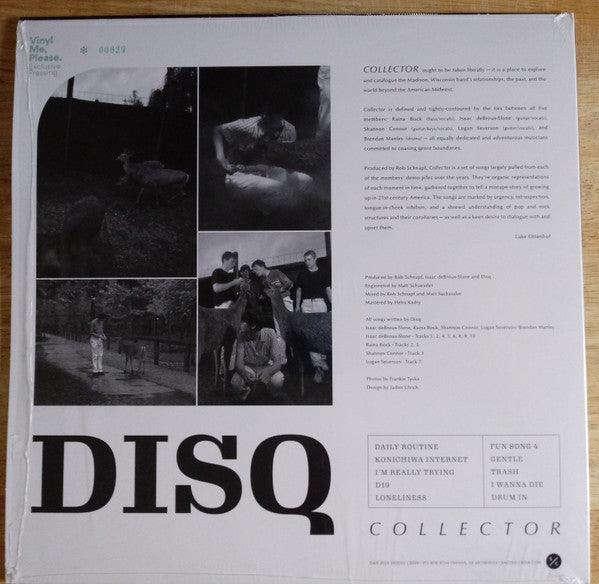 Vinyl
Me,
Please.
Exclusive
Pressing
00029
COLLECTOR ought to be taken literally — it is a place to explore
and catalogue the Madison, Wisconsin band's relationships, the past, and the
world beyond the American Midwest.
Collector is defined and tightly-contoured by the ties between all five
members: Raina Bock (bass/vocals), Isaac deBroux-Slone (guitar/vocals),
Shannon Connor (guitar/keys/vocals), Logan Severson (guitar/vocals), and
Brendan Manley (drums) — all equally dedicated and adventurous musicians
committed to coaxing genre boundaries.
Produced by Rob Schnapf, Collector is a set of songs largely pulled from each
of the members' demo piles over the years. They're organic representations
of each moment in time, gathered together to tell a mixtape-story of growing
up in 21st-century America. The songs are marked by urgency, introspection,
tongue-in-cheek nihilism, and a shrewd understanding of pop and rock
structures and their corollaries — as well as a keen desire to dialogue with and
upset them.
Luke Ottenhof
Produced by Rob Schnapf, Isaac deBroux-Slone and Disq
Engineered by Matt Schuessler
Mixed by Rob Schnapf and Matt Schuessler
Mastered by Heba Kadry
All songs written by Disq
Isaac deBroux-Slone, Raina Bock, Shannon Connor, Logan Severson, Brendan Manley
Isaac deBroux-Slone - Tracks 1, 2, 4, 5, 6, 8, 9, 10
Raina Bock - Tracks 2, 5
Shannon Connor - Track 3
Logan Severson - Track 7
Photos by Frankie Tyska
Design by Jadon Ulrich
DISQ
DAILY ROUTINE
KONICHIWA INTERNET
I'M REALLY TRYING
D19
LONELINESS
FUN SONG 4
GENTLE
TRASH
I WANNA DIE
DRUM IN
COLLECTOR